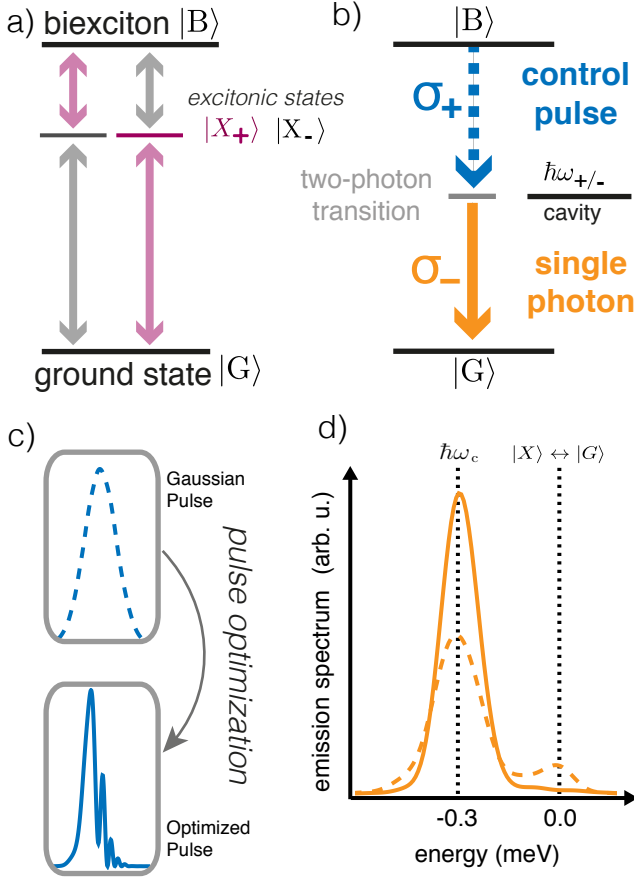 a)
biexciton |B⟩
excitonic states
|X₊⟩ |X₋⟩
ground state |G⟩
b)
|B⟩
σ₊
control
pulse
two-photon
transition
ħω₊/₋
cavity
σ₋
single
photon
|G⟩
c)
Gaussian
Pulse
pulse optimization
Optimized
Pulse
d)
ħω_c
|X⟩ ↔ |G⟩
emission spectrum (arb. u.)
-0.3
0.0
energy (meV)